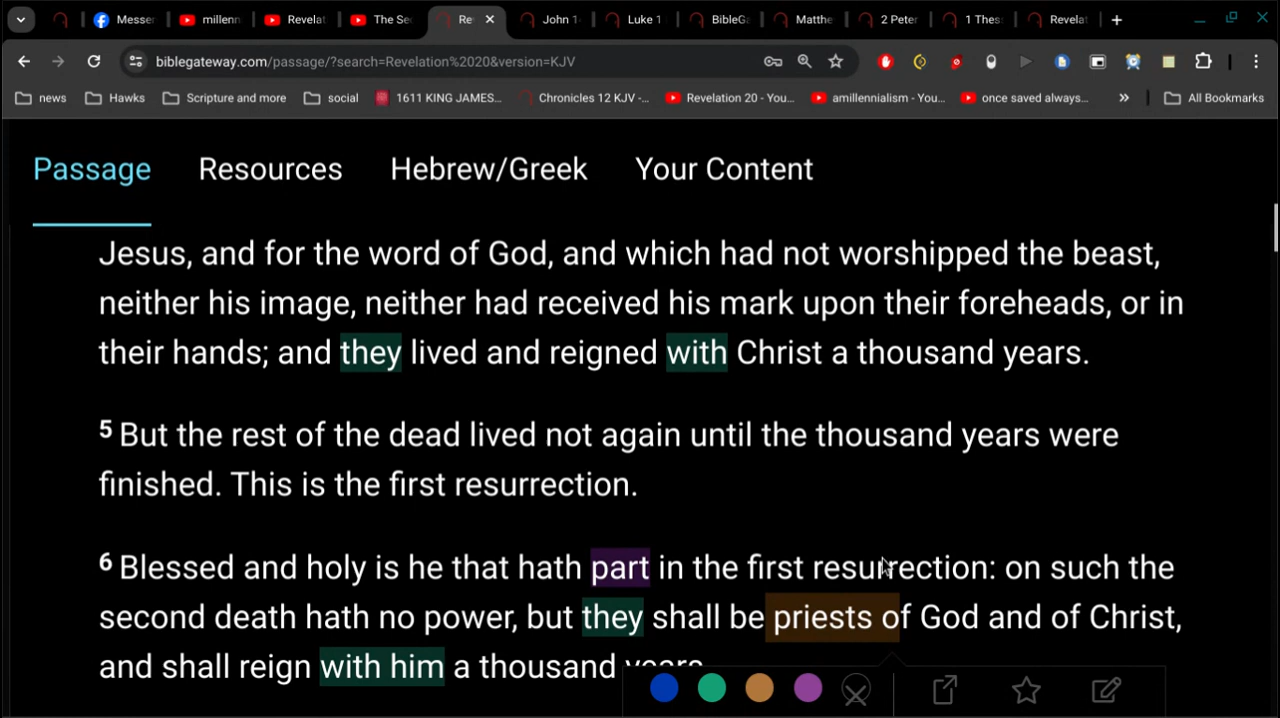 Messer
millenn
Revelat
The Sec
Re
John 1
Luke 1
BibleGa
Matthe
2 Peter
1 Thes
Revelat
biblegateway.com/passage/?search=Revelation%2020&version=KJV
news
Hawks
Scripture and more
social
1611 KING JAMES...
Chronicles 12 KJV -...
Revelation 20 - You...
amillennialism - You...
once saved always...
All Bookmarks
Passage Resources Hebrew/Greek Your Content
Jesus, and for the word of God, and which had not worshipped the beast,
neither his image, neither had received his mark upon their foreheads, or in
their hands; and they lived and reigned with Christ a thousand years.
5 But the rest of the dead lived not again until the thousand years were
finished. This is the first resurrection.
6 Blessed and holy is he that hath part in the first resurrection: on such the
second death hath no power, but they shall be priests of God and of Christ,
and shall reign with him a thousand years.